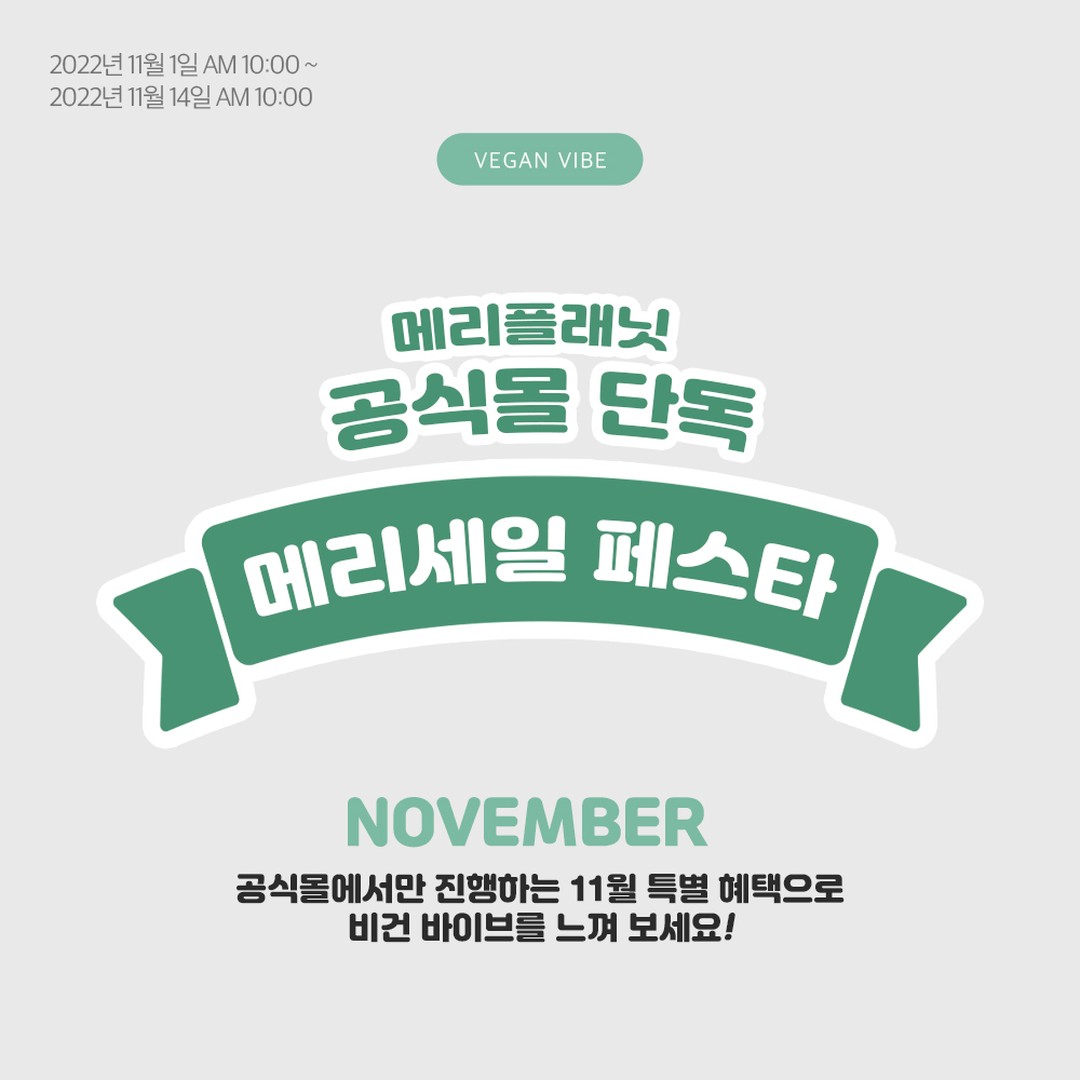 2022년 11월 1일 AM 10:00 ~
2022년 11월 14일 AM 10:00
VEGAN VIBE
메리플래닛
공식몰 단독
메리세일 페스타
NOVEMBER
공식몰에서만 진행하는 11월 특별 혜택으로
비건 바이브를 느껴 보세요!